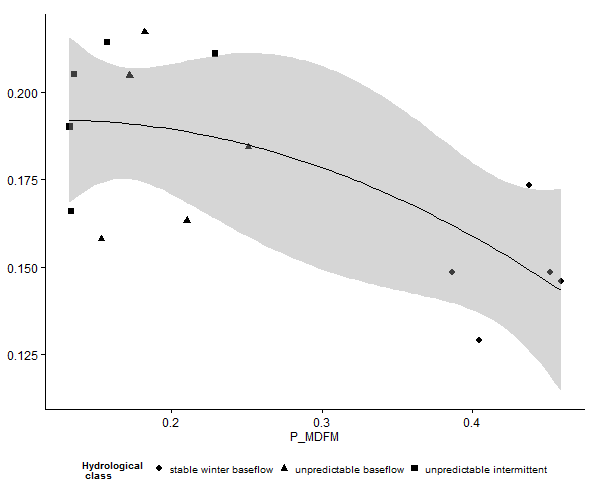 0.200
0.175
0.150
0.125
0.2 0.3 0.4
P_MDFM
Hydrological
class
stable winter baseflow unpredictable baseflow unpredictable intermittent